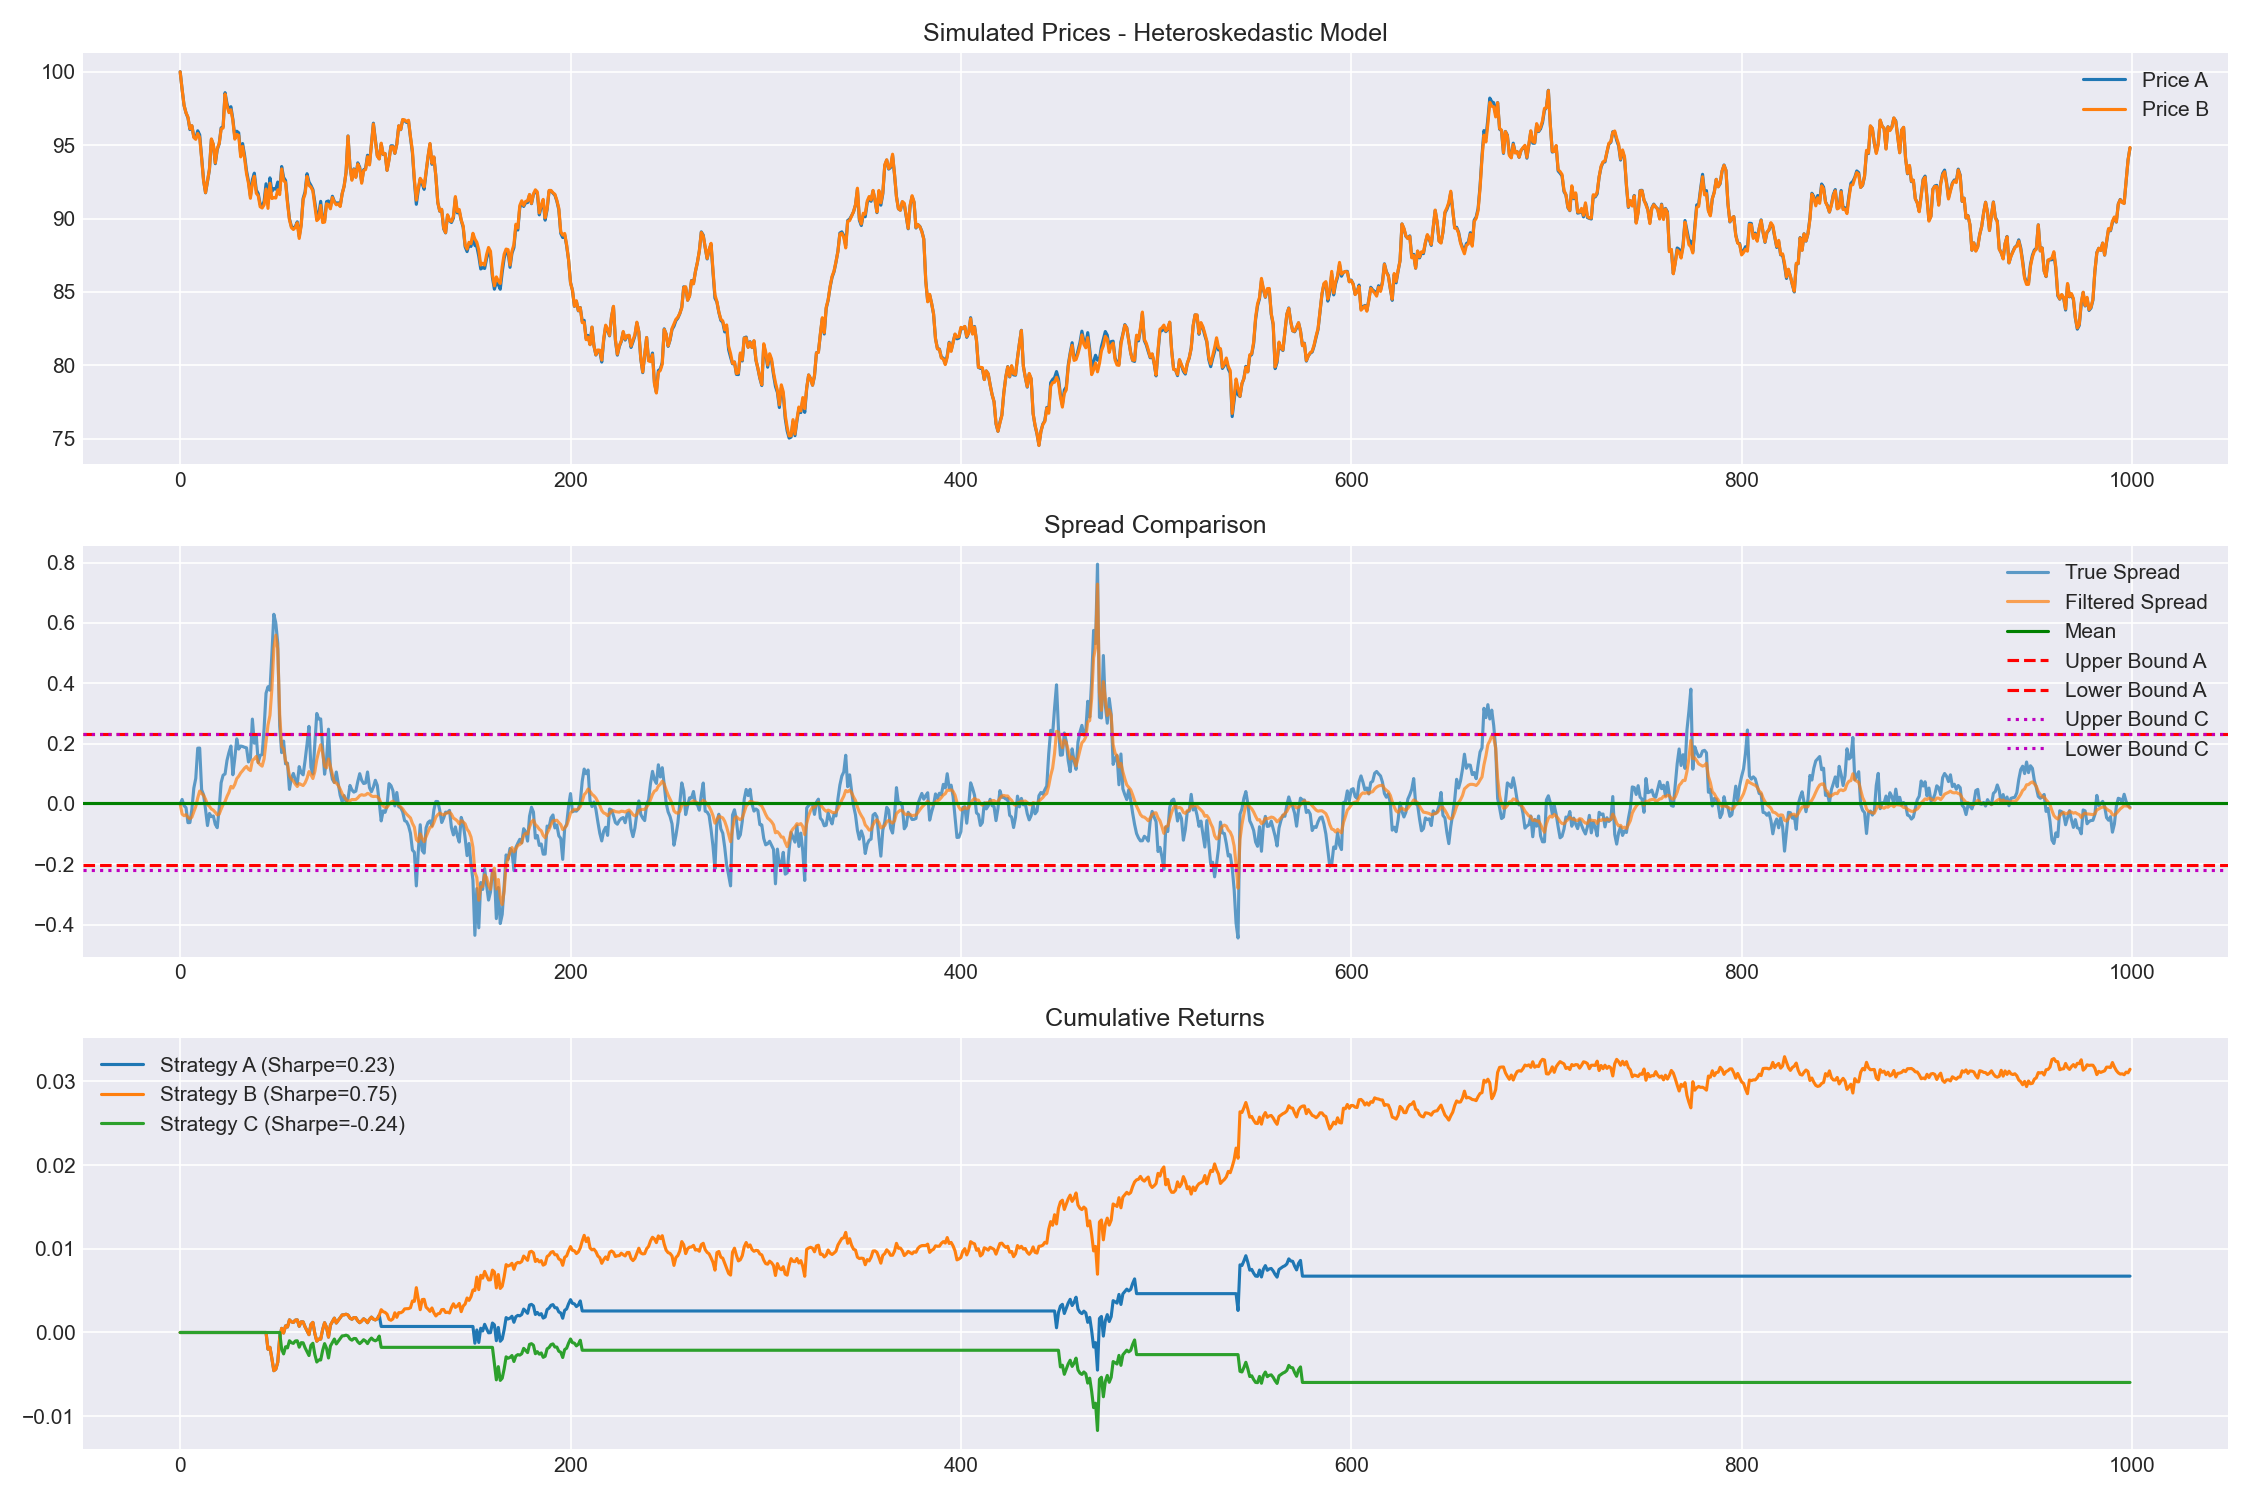 Simulated Prices - Heteroskedastic Model
100
95
90
85
80
75
Price A
Price B
0 200 400 600 800 1000
Spread Comparison
0.8
0.6
0.4
0.2
0.0
−0.2
−0.4
True Spread
Filtered Spread
Mean
Upper Bound A
Lower Bound A
Upper Bound C
Lower Bound C
0 200 400 600 800 1000
Cumulative Returns
Strategy A (Sharpe=0.23)
Strategy B (Sharpe=0.75)
Strategy C (Sharpe=-0.24)
0.03
0.02
0.01
0.00
−0.01
0 200 400 600 800 1000